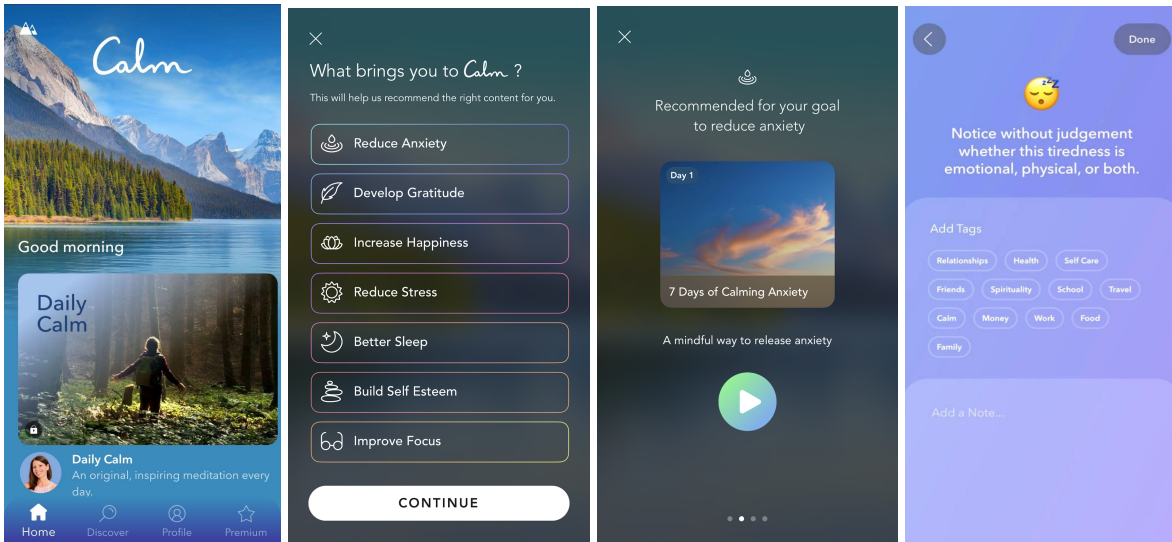 Calm
Good morning
Daily
Calm
Daily Calm
An original, inspiring meditation every
day.
Home
Discover
Profile
Premium
What brings you to Calm ?
This will help us recommend the right content for you.
Reduce Anxiety
Develop Gratitude
Increase Happiness
Reduce Stress
Better Sleep
Build Self Esteem
Improve Focus
CONTINUE
Recommended for your goal
to reduce anxiety
Day 1
7 Days of Calming Anxiety
A mindful way to release anxiety
Done
zzZ
Notice without judgement
whether this tiredness is
emotional, physical, or both.
Add Tags
Relationships Health Self Care
Friends Spirituality School Travel
Calm Money Work Food
Family
Add a Note...